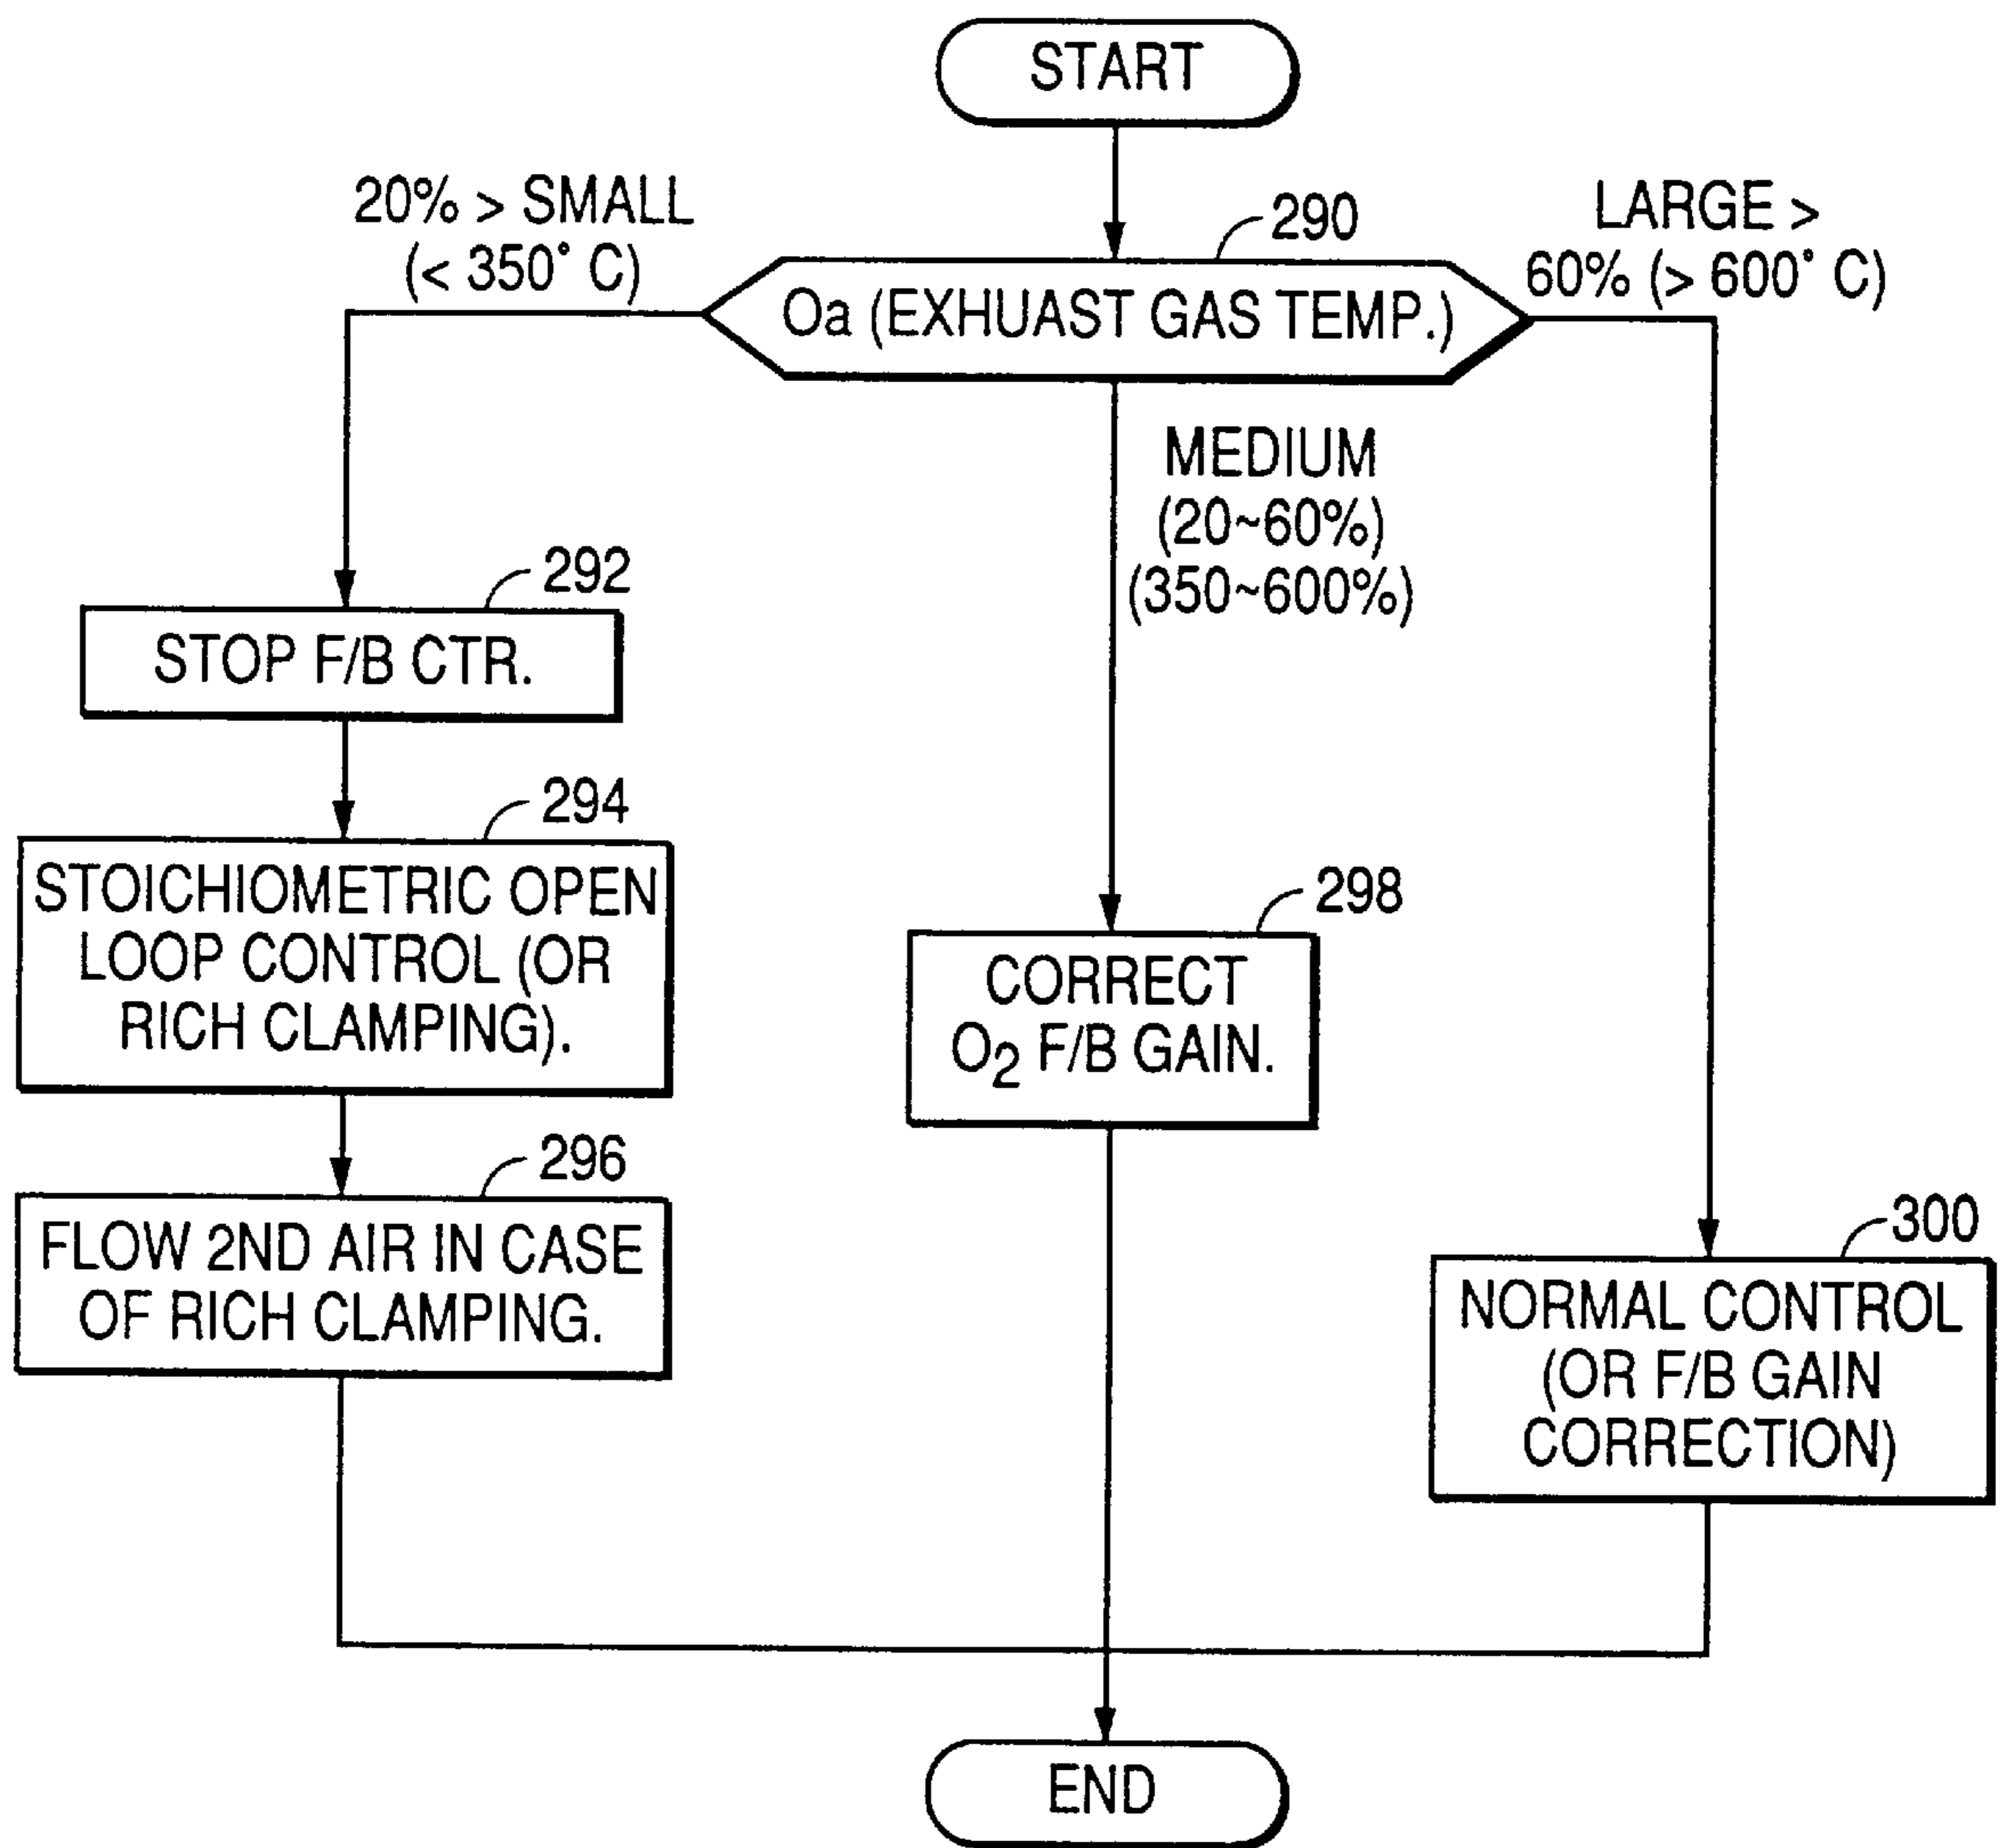 START
20% > SMALL
(< 350° C)
290
LARGE >
60% (> 600° C)
Oa (EXHUAST GAS TEMP.)
MEDIUM
(20~60%)
(350~600%)
292
STOP F/B CTR.
294
STOICHIOMETRIC OPEN
LOOP CONTROL (OR
RICH CLAMPING).
296
FLOW 2ND AIR IN CASE
OF RICH CLAMPING.
298
CORRECT
O2 F/B GAIN.
300
NORMAL CONTROL
(OR F/B GAIN
CORRECTION)
END